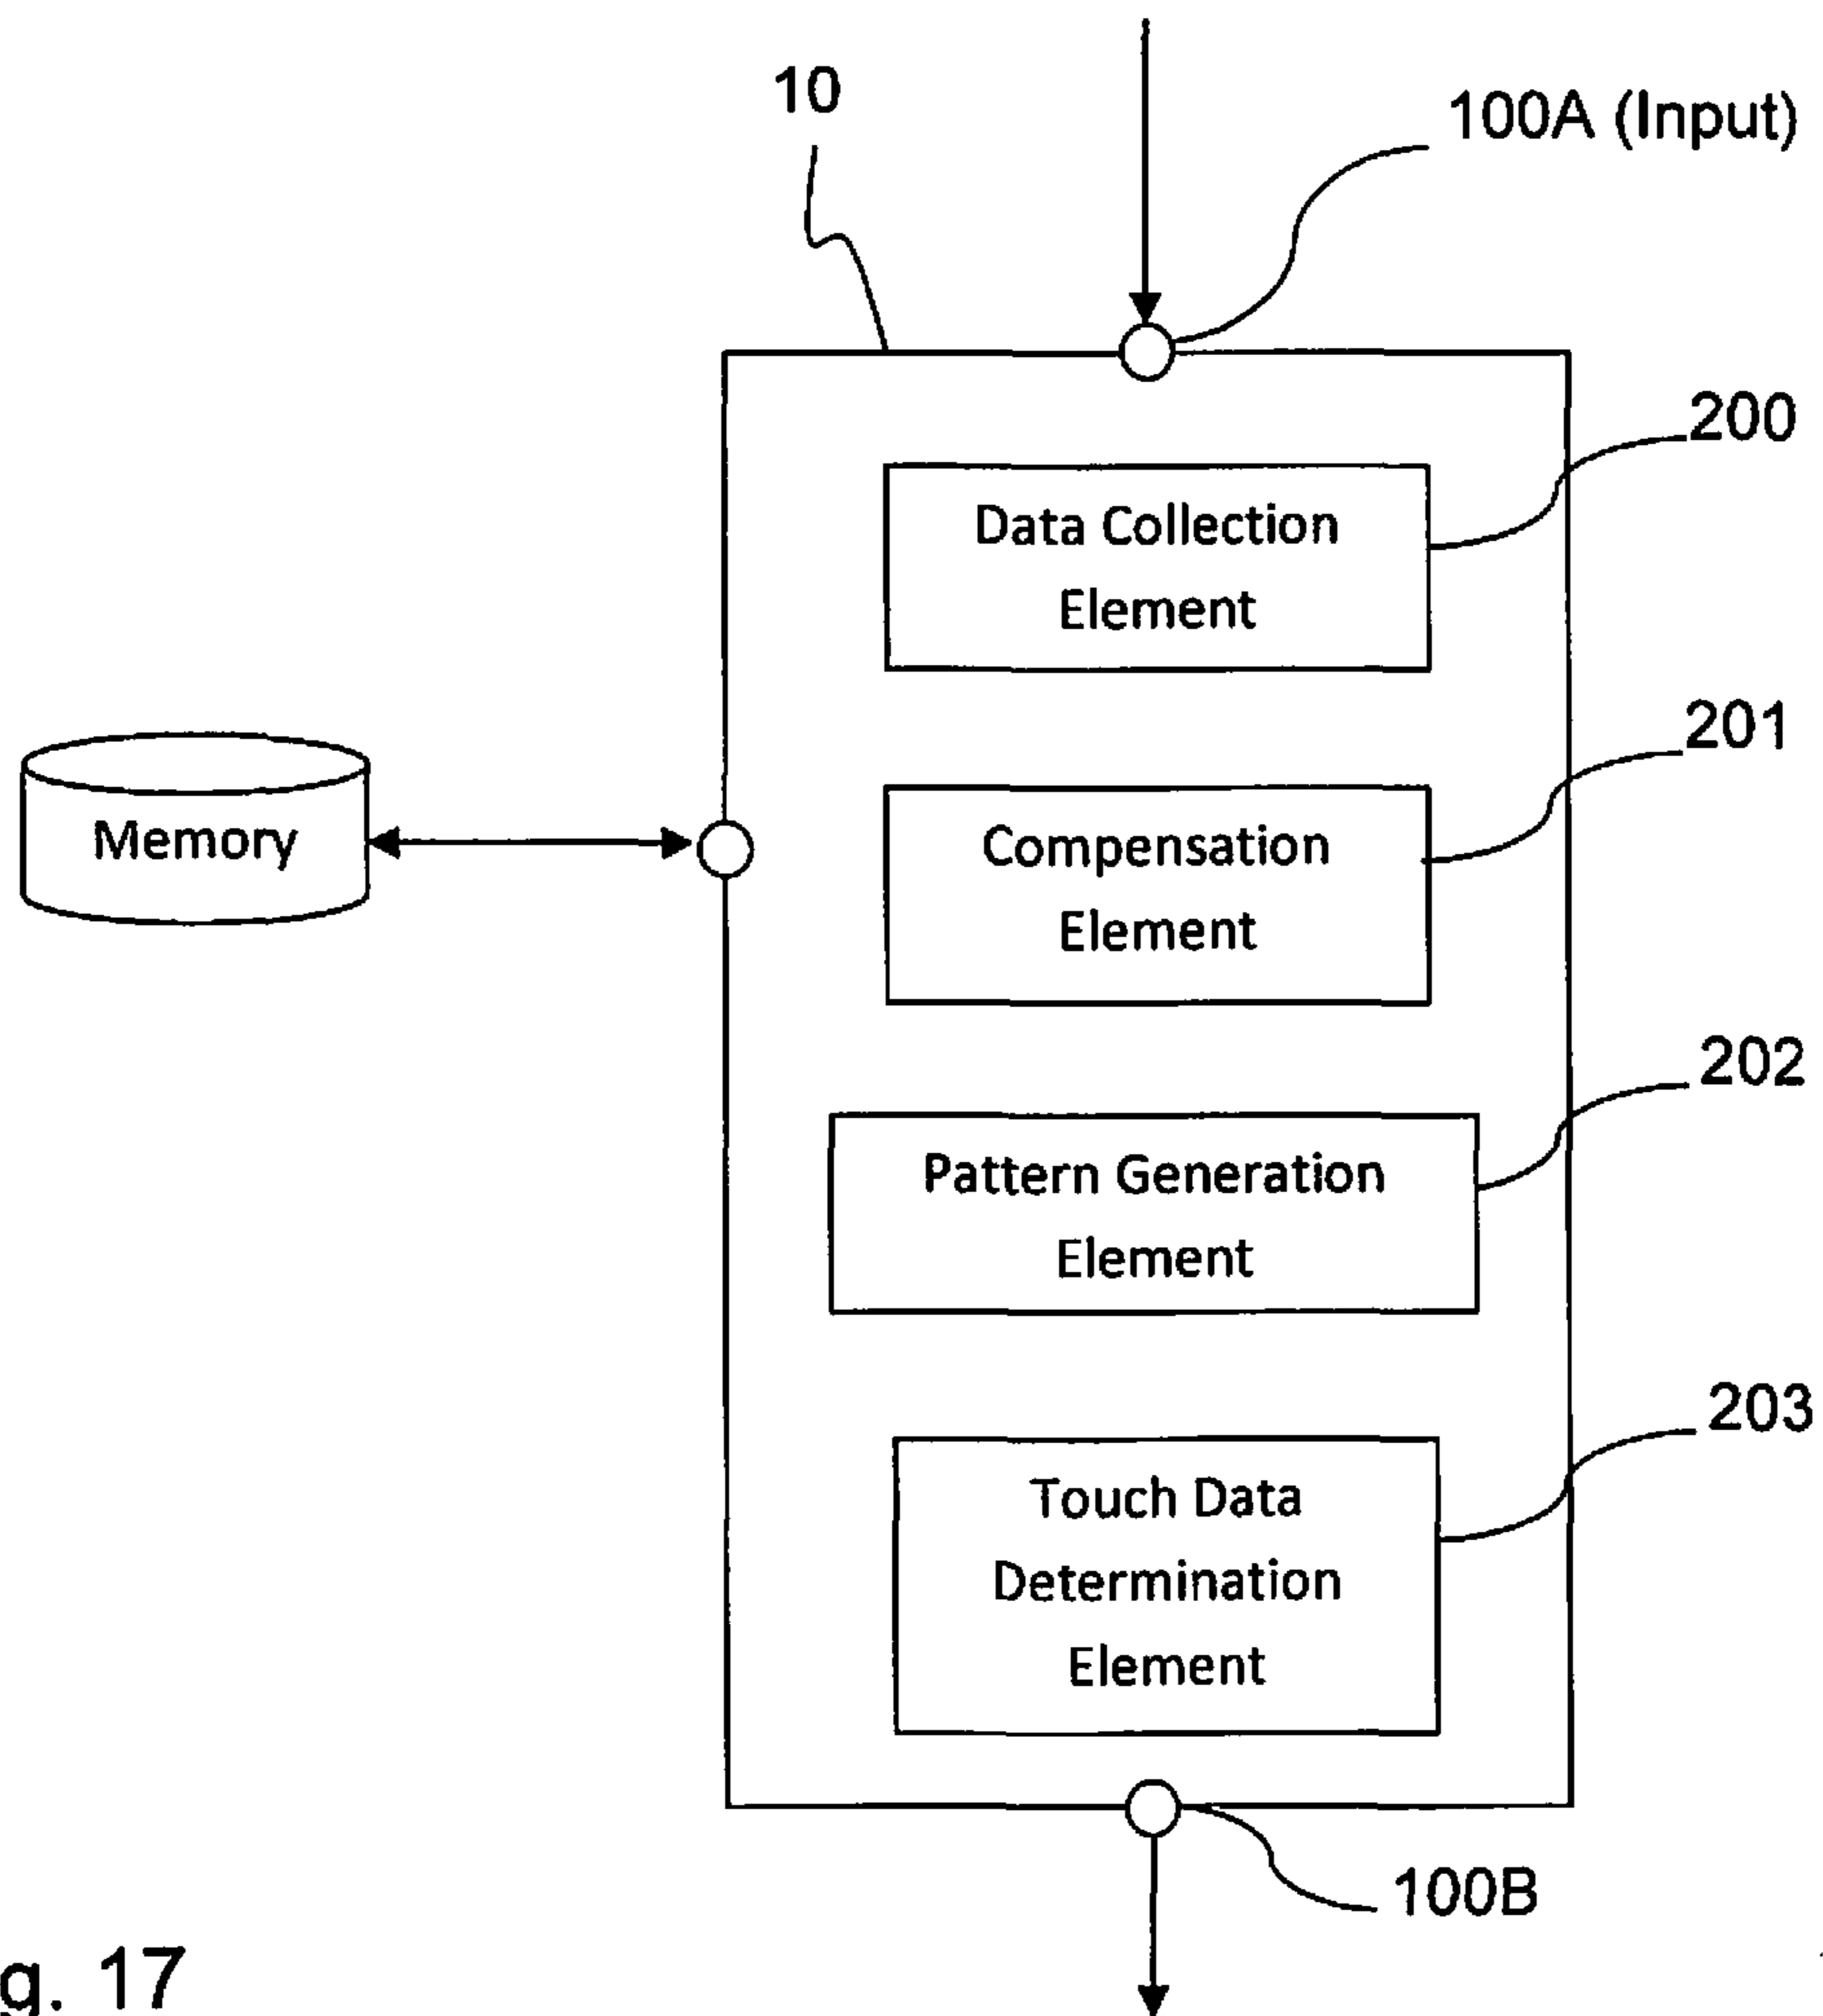 10
100A (Input)
200
Data Collection
Element
201
Memory
Compensation
Element
202
Pattern Generation
Element
203
Touch Data
Determination
Element
100B
g. 17